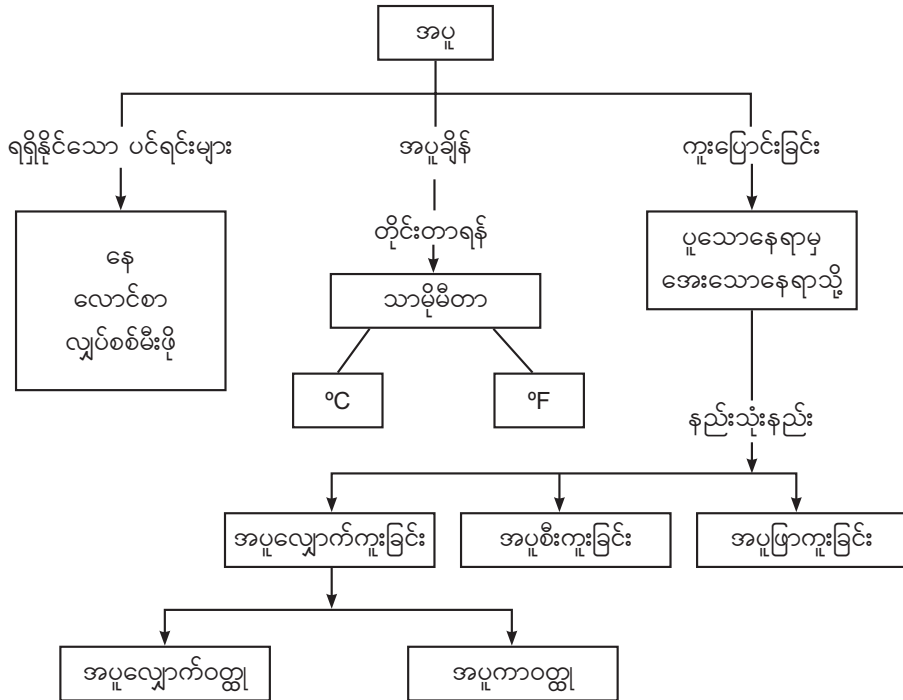 အပူ
ရရှိနိုင်သော ပင်ရင်းများ
အပူချိန်
ကူးပြောင်းခြင်း
နေ
လောင်စာ
လျှပ်စစ်မီးဖို
တိုင်းတာရန်
သာမိုမီတာ
ºC
ºF
ပူသောနေရာမှ
အေးသောနေရာသို့
နည်းသုံးနည်း
အပူလျှောက်ကူးခြင်း
အပူစီးကူးခြင်း
အပူဖြာကူးခြင်း
အပူလျှောက်ဝတ္ထု
အပူကာဝတ္ထု